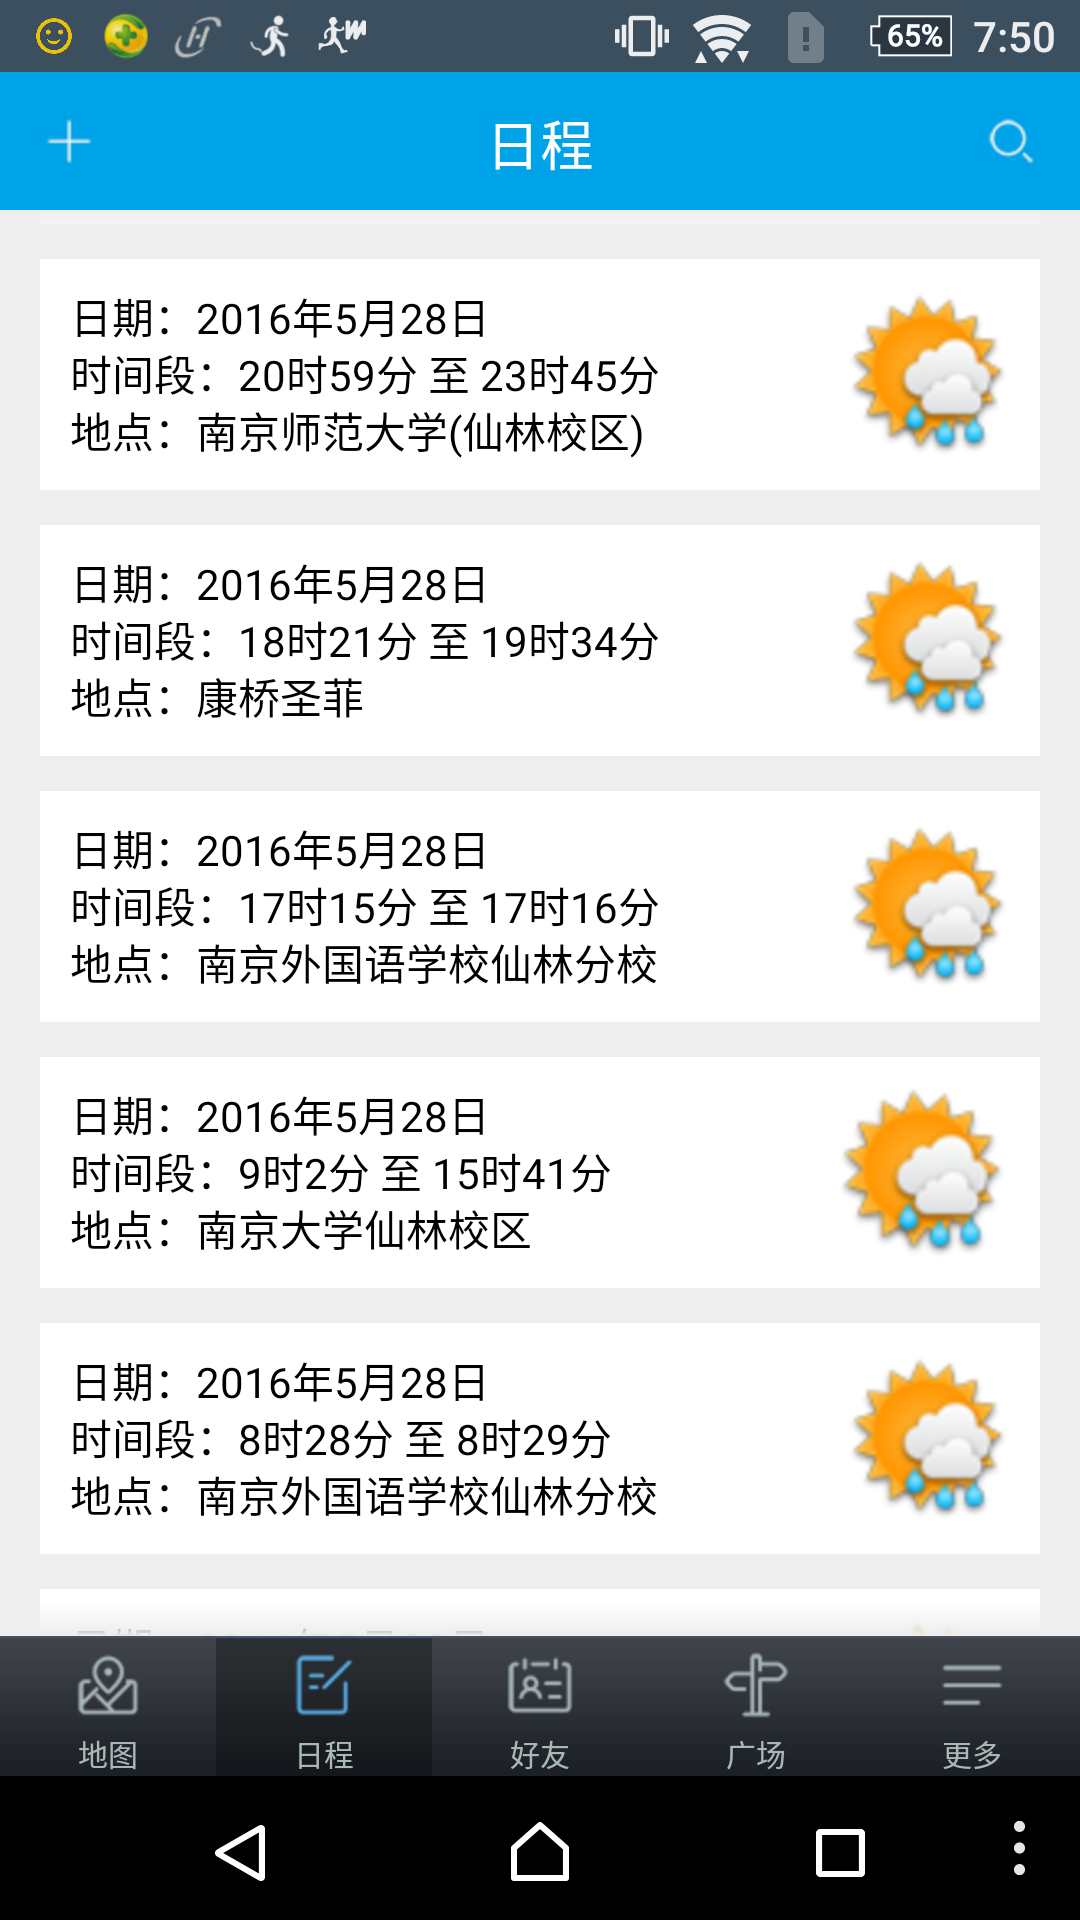 65% 7:50
日程
日期：2016年5月28日
时间段：20时59分 至 23时45分
地点：南京师范大学(仙林校区)
日期：2016年5月28日
时间段：18时21分 至 19时34分
地点：康桥圣菲
日期：2016年5月28日
时间段：17时15分 至 17时16分
地点：南京外国语学校仙林分校
日期：2016年5月28日
时间段：9时2分 至 15时41分
地点：南京大学仙林校区
日期：2016年5月28日
时间段：8时28分 至 8时29分
地点：南京外国语学校仙林分校
地图 日程 好友 广场 更多